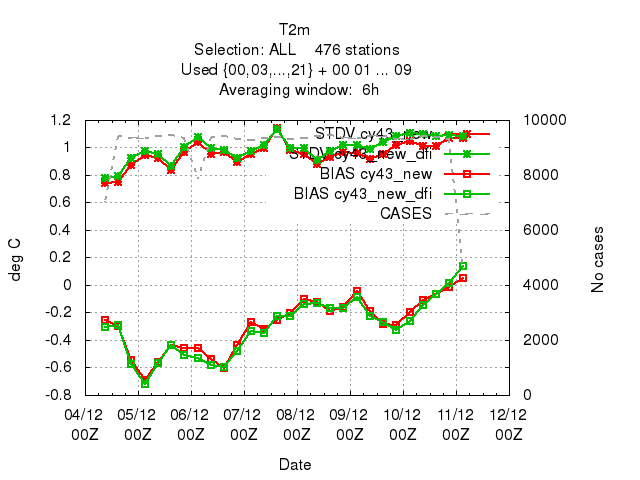 T2m
Selection: ALL 476 stations
Used {00,03,...,21} + 00 01 ... 09
Averaging window: 6h
1.2
1
0.8
0.6
0.4
0.2
0
-0.2
-0.4
-0.6
-0.8
deg C
10000
8000
6000
4000
2000
0
No cases
STDV cy43_new
STDV cy43_new_dfi
BIAS cy43_new
BIAS cy43_new_dfi
CASES
04/12 05/12 06/12 07/12 08/12 09/12 10/12 11/12 12/12
00Z 00Z 00Z 00Z 00Z 00Z 00Z 00Z 00Z
Date